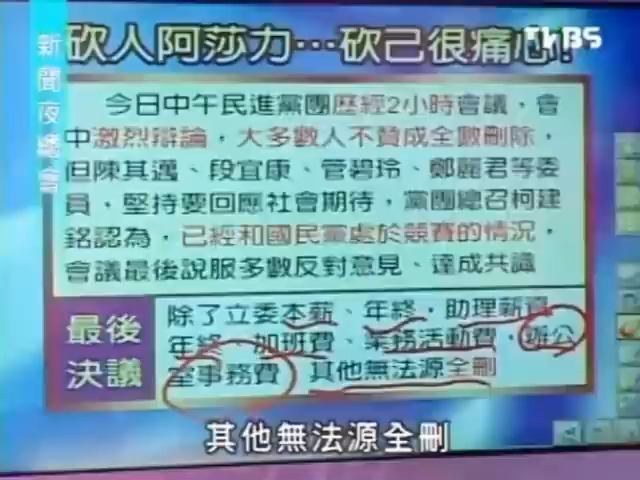 砍人阿莎力…砍己很痛心!
TVBS
新聞夜總會
今日中午民進黨團歷經2小時會議，會
中激烈辯論，大多數人不贊成全數刪除，
但陳其邁、段宜康、管碧玲、鄭麗君等委
員、堅持要回應社會期待，黨團總召柯建
銘認為，已經和國民黨處於競賽的情況，
會議最後說服多數反對意見、達成共識
最後
決議
除了立委本薪、年終，助理薪資
年終、加班費、業務活動費，辦公
室事務費 其他無法源全刪
其他無法源全刪